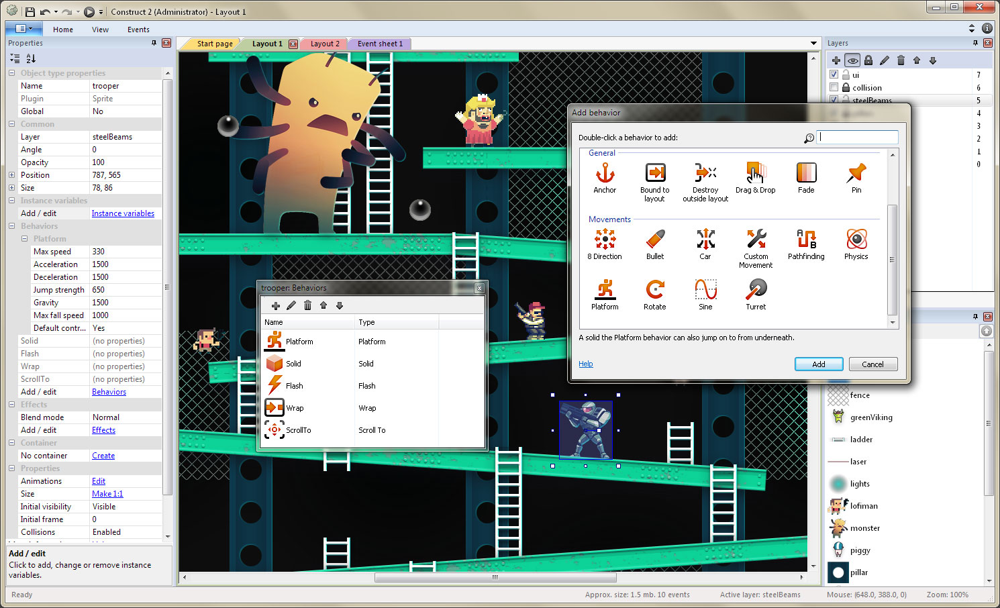 Construct 2 (Administrator) - Layout 1
Home View Events
Properties
Object type properties
Name trooper
Plugin Sprite
Global No
Common
Layer steelBeams
Angle 0
Opacity 100
Position 787, 565
Size 78, 86
Instance variables
Add / edit Instance variables
Behaviors
Platform
Max speed 330
Acceleration 1500
Deceleration 1500
Jump strength 650
Gravity 1500
Max fall speed 1000
Default contr... Yes
Solid (no properties)
Flash (no properties)
Wrap (no properties)
ScrollTo (no properties)
Add / edit Behaviors
Effects
Blend mode Normal
Add / edit Effects
Container
No container Create
Properties
Animations Edit
Size Make 1:1
Initial visibility Visible
Initial frame 0
Collisions Enabled
Add / edit
Click to add, change or remove instance
variables.
Start page Layout 1 Layout 2 Event sheet 1
trooper: Behaviors
Name Type
Platform Platform
Solid Solid
Flash Flash
Wrap Wrap
ScrollTo Scroll To
Add behavior
Double-click a behavior to add:
General
Anchor
Bound to
layout
Destroy
outside layout
Drag & Drop
Fade
Pin
Movements
8 Direction
Bullet
Car
Custom
Movement
Pathfinding
Physics
Platform
Rotate
Sine
Turret
A solid the Platform behavior can also jump on to from underneath.
Help
Add Cancel
Layers
ui 7
collision 6
steelBeams 5
4
3
2
1
0
fence
greenViking
ladder
laser
lights
lofiman
monster
piggy
pillar
Ready
Approx. size: 1.5 mb. 10 events
Active layer: steelBeams
Mouse: (648.0, 388.0, 0)
Zoom: 100%